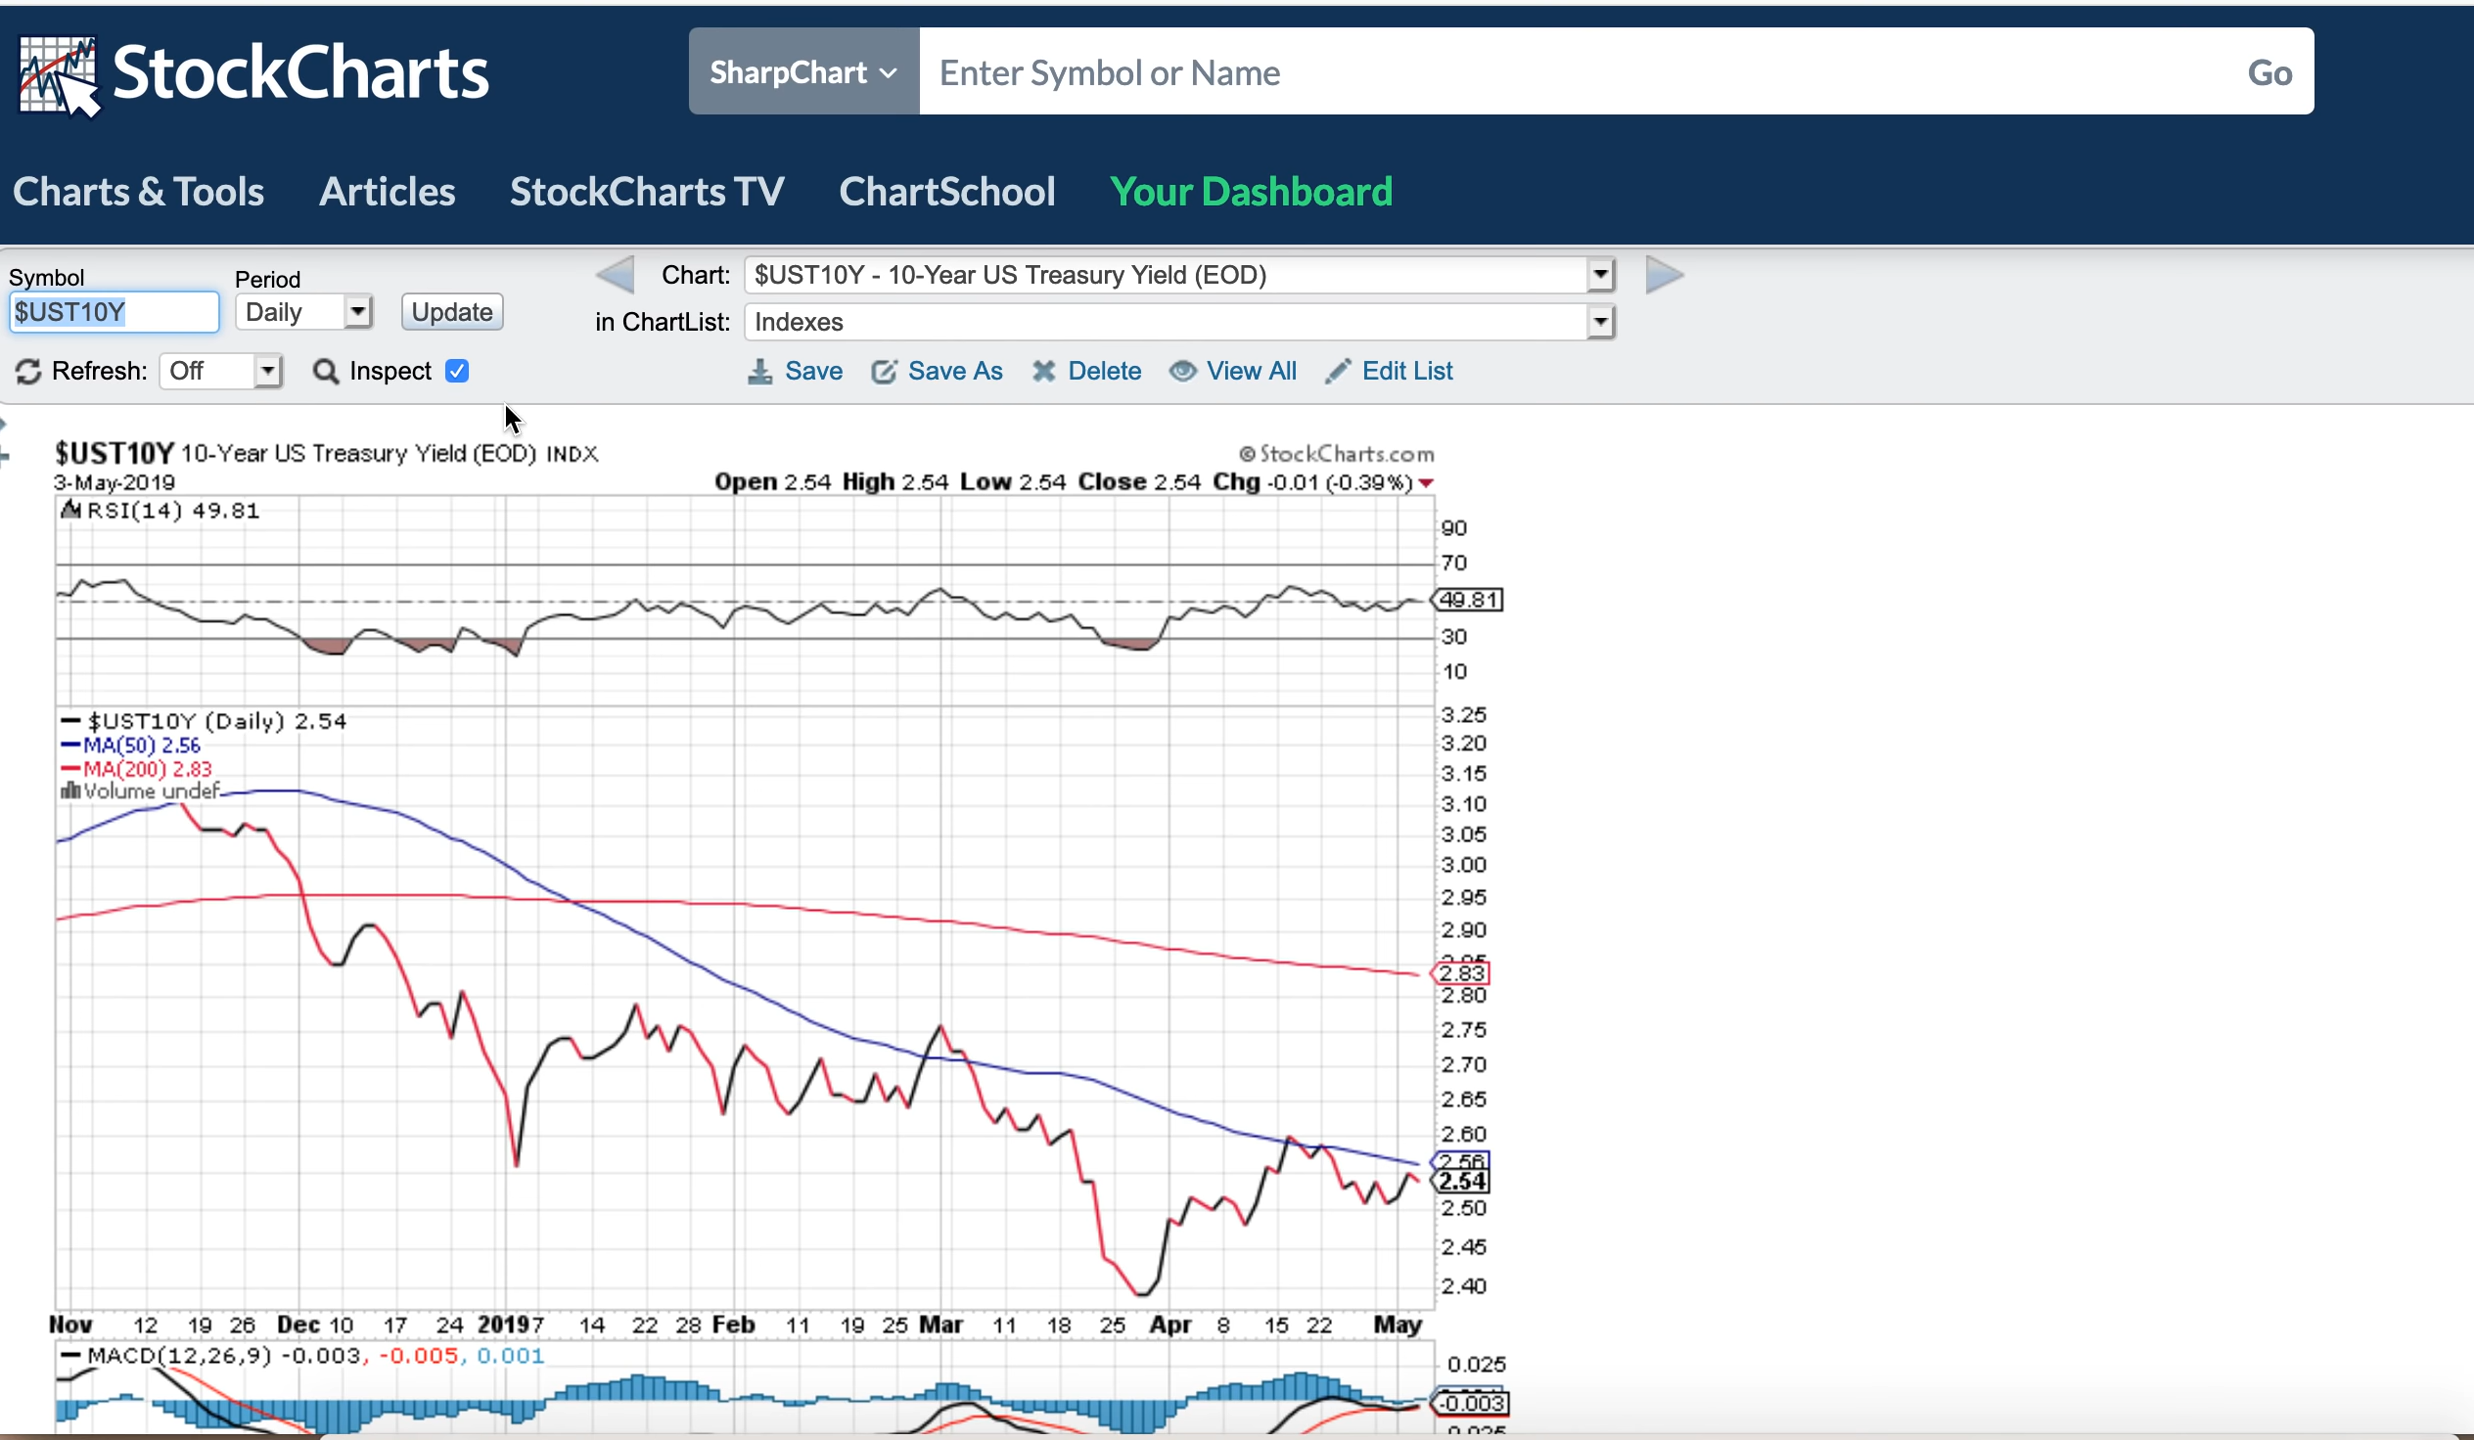 StockCharts
SharpChart Enter Symbol or Name Go
Charts & Tools Articles StockCharts TV ChartSchool Your Dashboard
Symbol Period
$UST10Y Daily Update
Chart: $UST10Y - 10-Year US Treasury Yield (EOD)
in ChartList: Indexes
Refresh: Off Inspect
Save Save As Delete View All Edit List
$UST10Y 10-Year US Treasury Yield (EOD) INDX © StockCharts.com
3-May-2019 Open 2.54 High 2.54 Low 2.54 Close 2.54 Chg -0.01 (-0.39%)
RSI(14) 49.81
90
70
49.81
30
10
$UST10Y (Daily) 2.54
MA(50) 2.56
MA(200) 2.83
Volume undef
3.25
3.20
3.15
3.10
3.05
3.00
2.95
2.90
2.85
2.83
2.80
2.75
2.70
2.65
2.60
2.56
2.54
2.50
2.45
2.40
Nov 12 19 26 Dec 10 17 24 2019 7 14 22 28 Feb 11 19 25 Mar 11 18 25 Apr 8 15 22 May
MACD(12,26,9) -0.003, -0.005, 0.001
0.025
-0.003